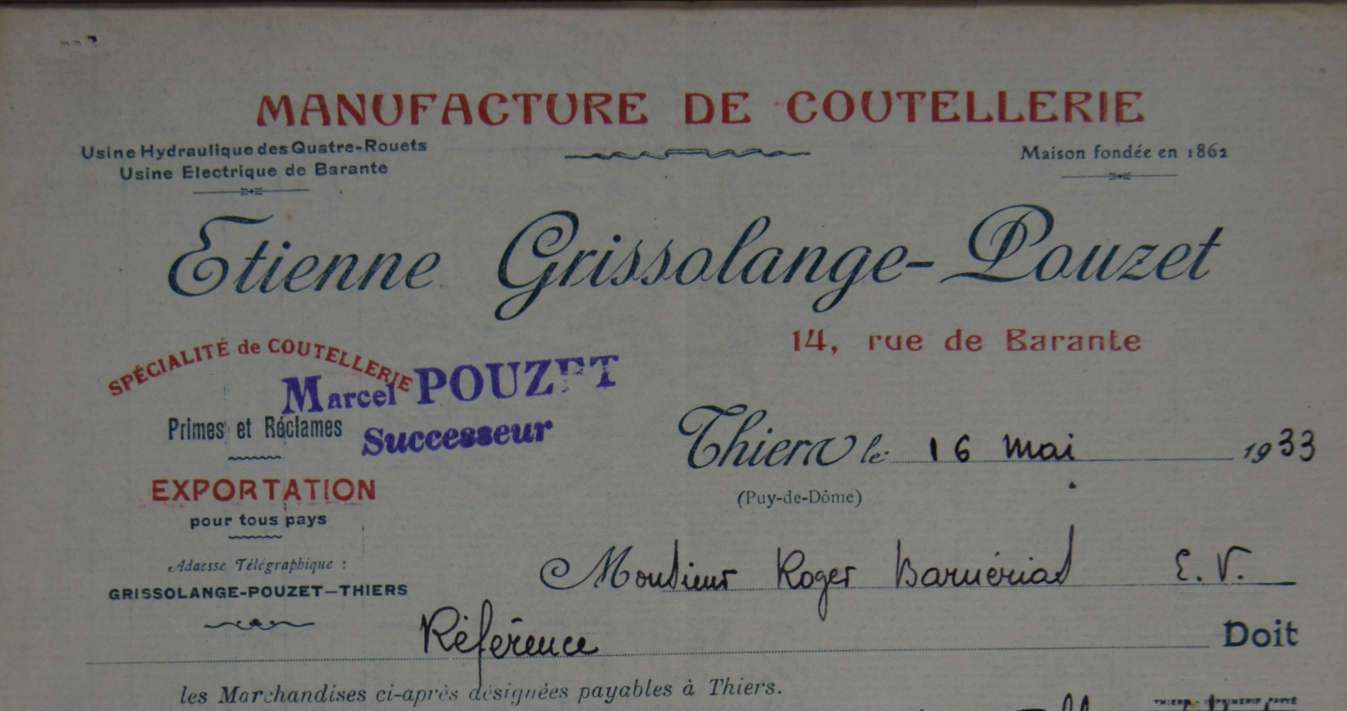 MANUFACTURE DE COUTELLERIE
Usine Hydraulique des Quatre-Rouets
Usine Electrique de Barante
Maison fondée en 1862
Etienne Grissolange-Pouzet
14, rue de Barante
SPÉCIALITÉ de COUTELLERIE
Marcel POUZET
Successeur
Primes et Réclames
Thiers le 16 Mai 1933
(Puy-de-Dôme)
EXPORTATION
pour tous pays
Adresse Télégraphique :
GRISSOLANGE-POUZET-THIERS
Monsieur Roger E. V.
Référence Doit
les Marchandises ci-après désignées payables à Thiers.